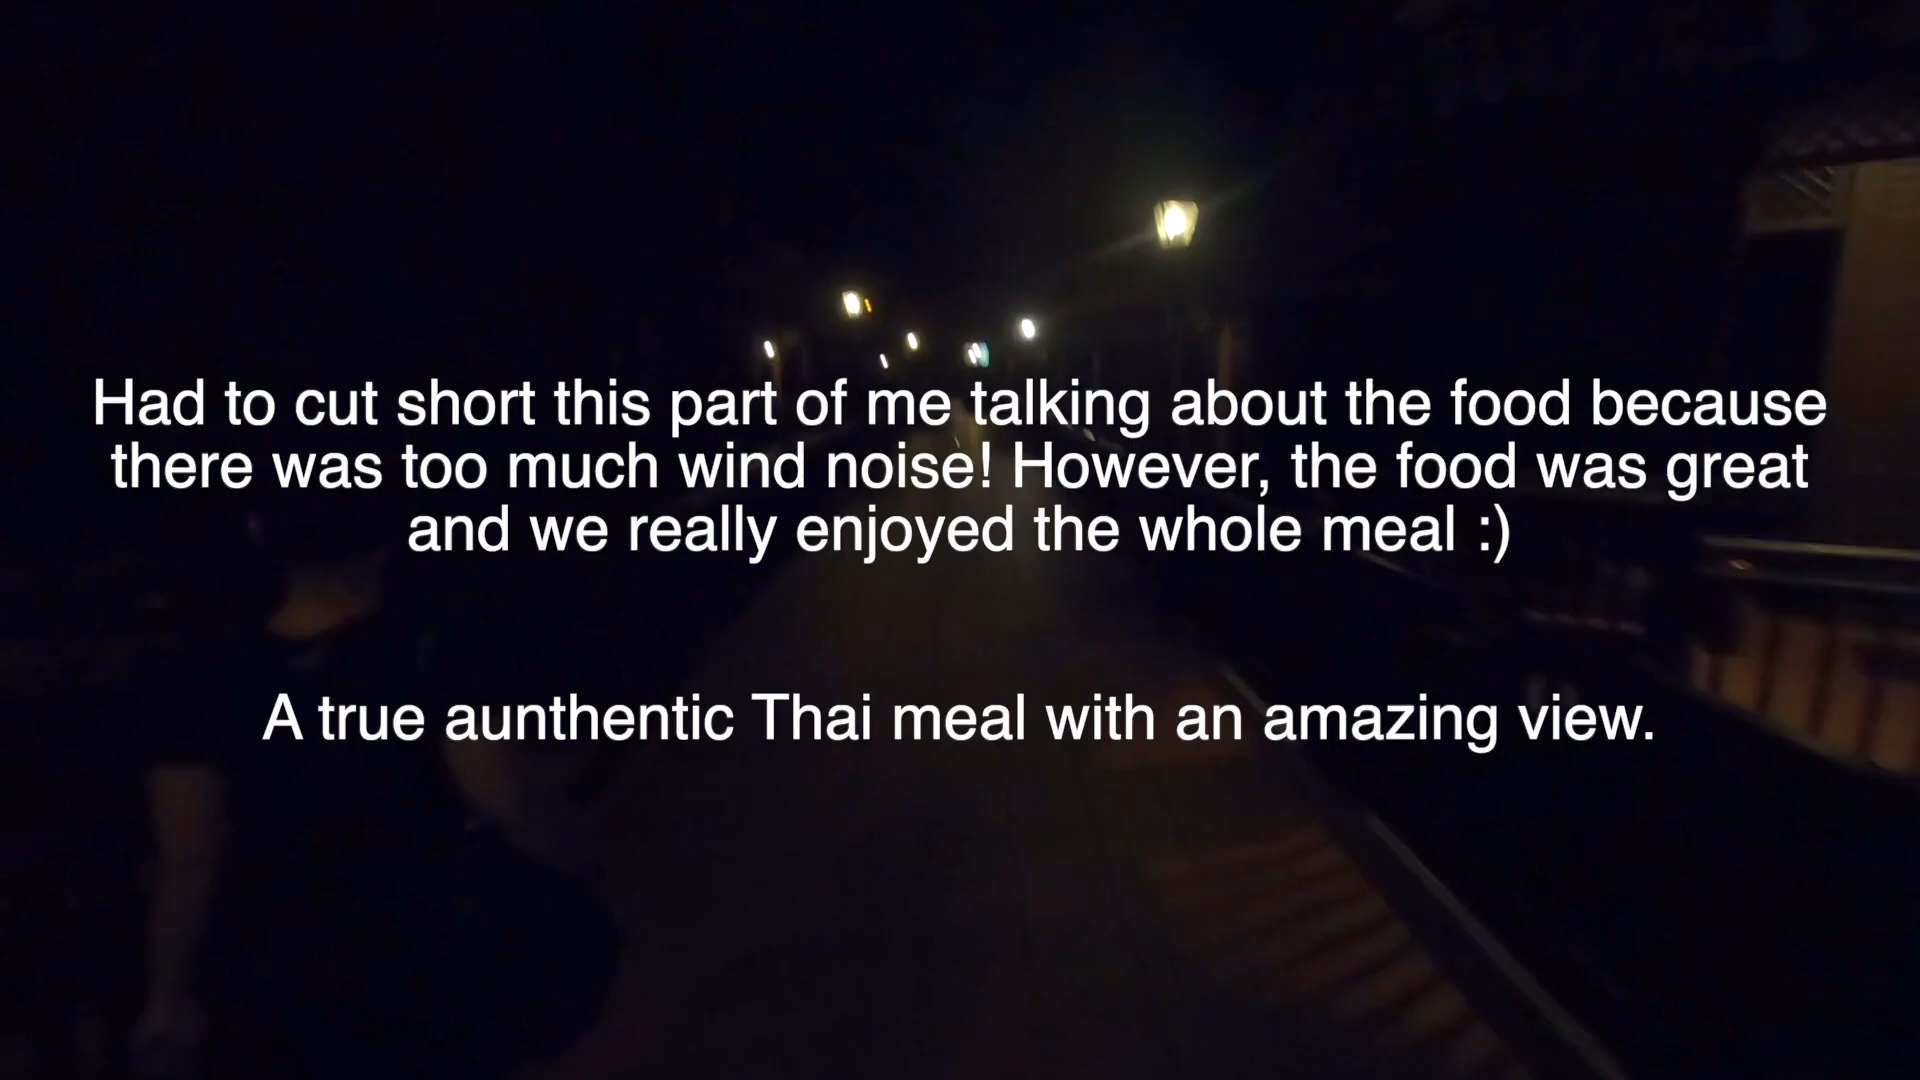 Had to cut short this part of me talking about the food because
there was too much wind noise! However, the food was great
and we really enjoyed the whole meal :)
A true aunthentic Thai meal with an amazing view.